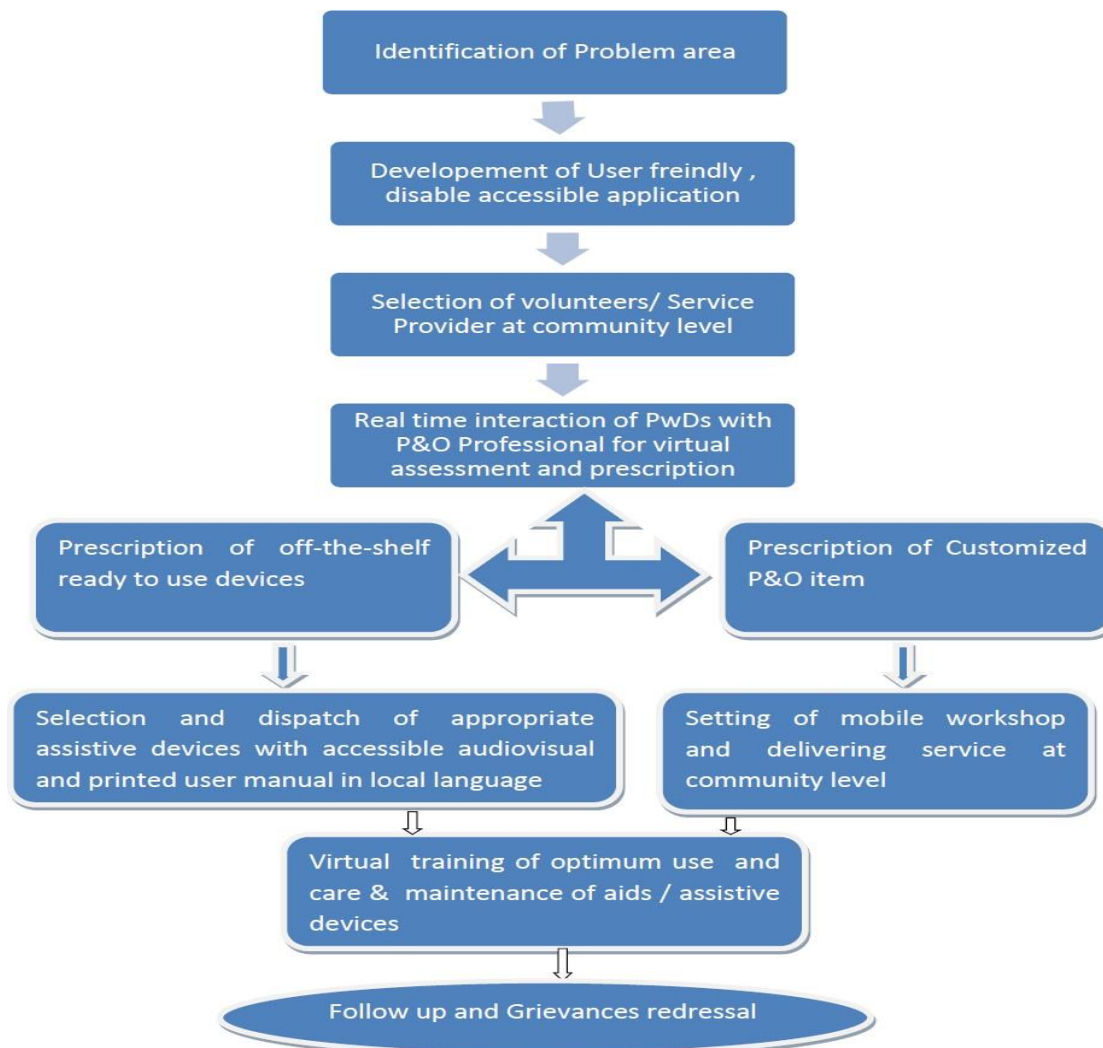 Identification of Problem area
Developement of User freindly ,
disable accessible application
Selection of volunteers/ Service
Provider at community level
Real time interaction of PwDs with
P&O Professional for virtual
assessment and prescription
Prescription of off-the-shelf
ready to use devices
Prescription of Customized
P&O item
Selection and dispatch of appropriate
assistive devices with accessible audiovisual
and printed user manual in local language
Setting of mobile workshop
and delivering service at
community level
Virtual training of optimum use and
care & maintenance of aids / assistive
devices
Follow up and Grievances redressal